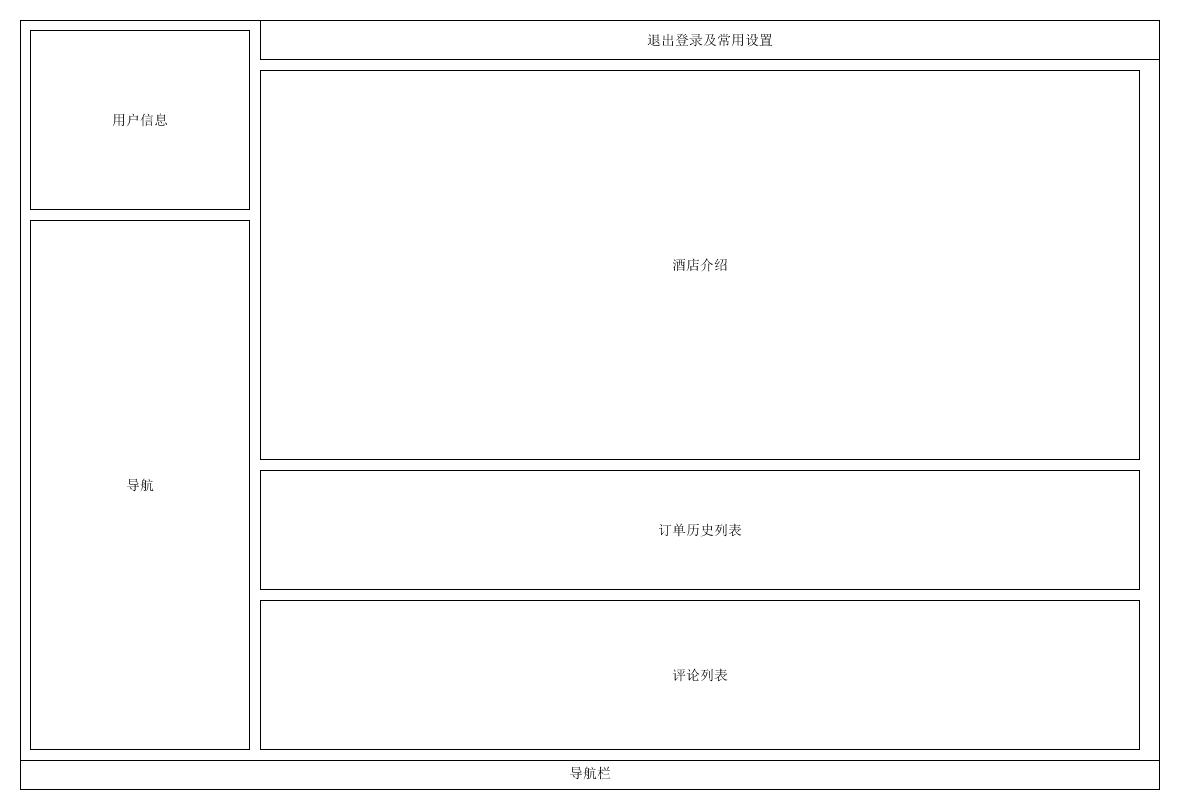 退出登录及常用设置
用户信息
酒店介绍
导航
订单历史列表
评论列表
导航栏